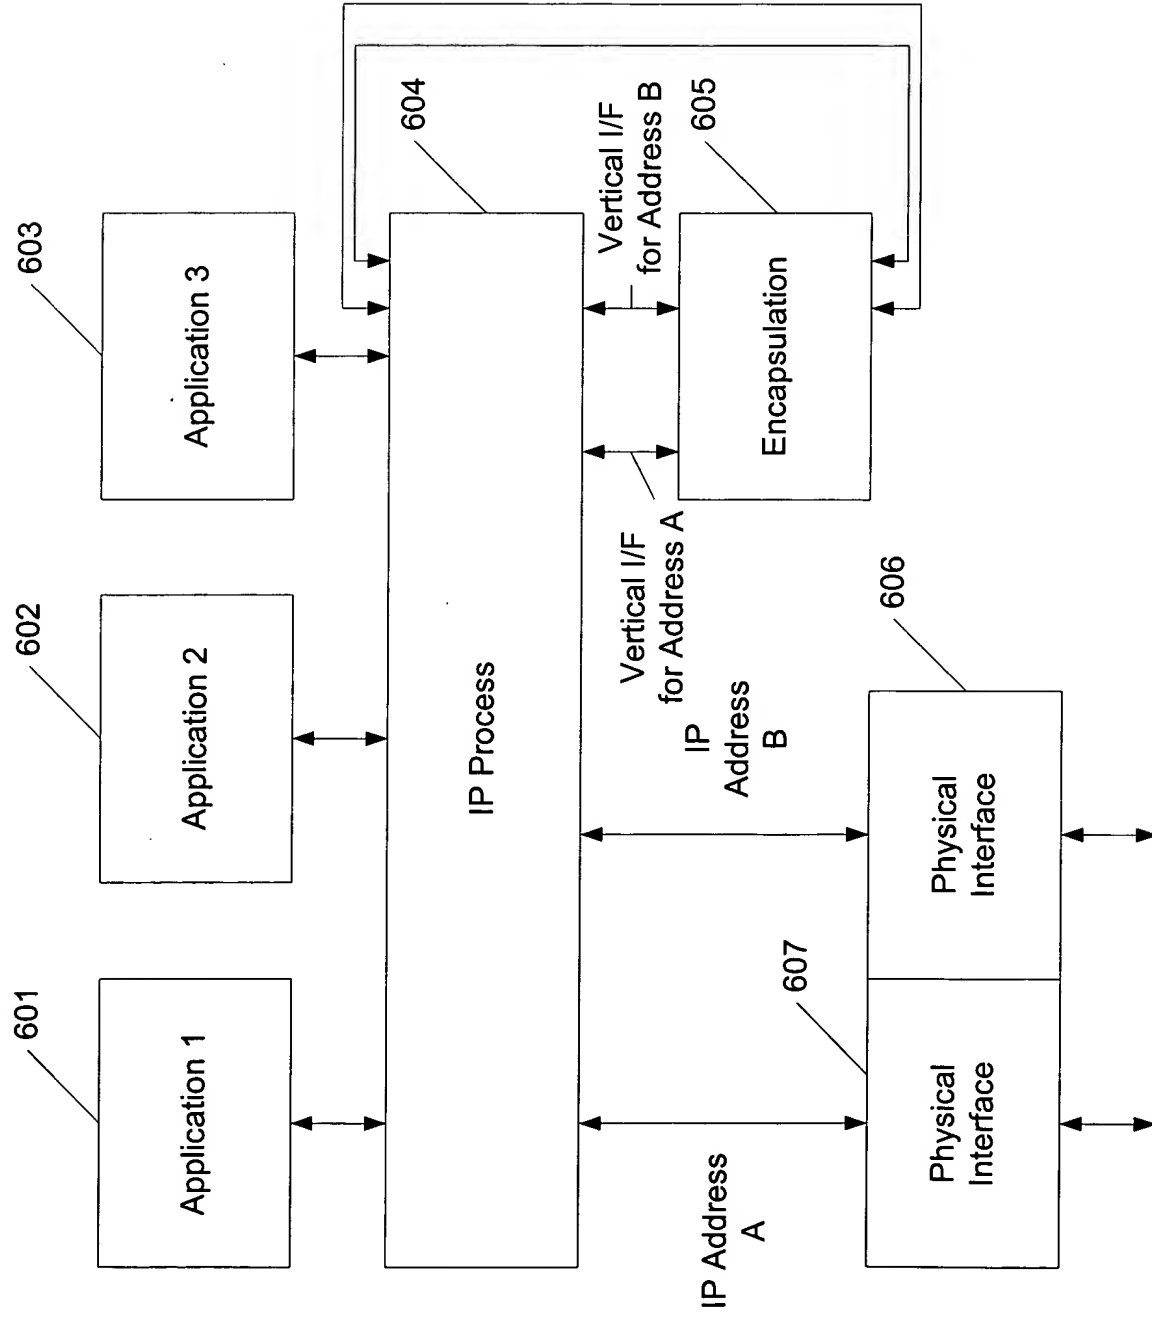 601
602
603
Application 1
Application 2
Application 3
604
IP Process
Vertical I/F
for Address B
605
Vertical I/F
for Address A
Encapsulation
IP Address
A
IP
Address
B
606
607
Physical
Interface
Physical
Interface